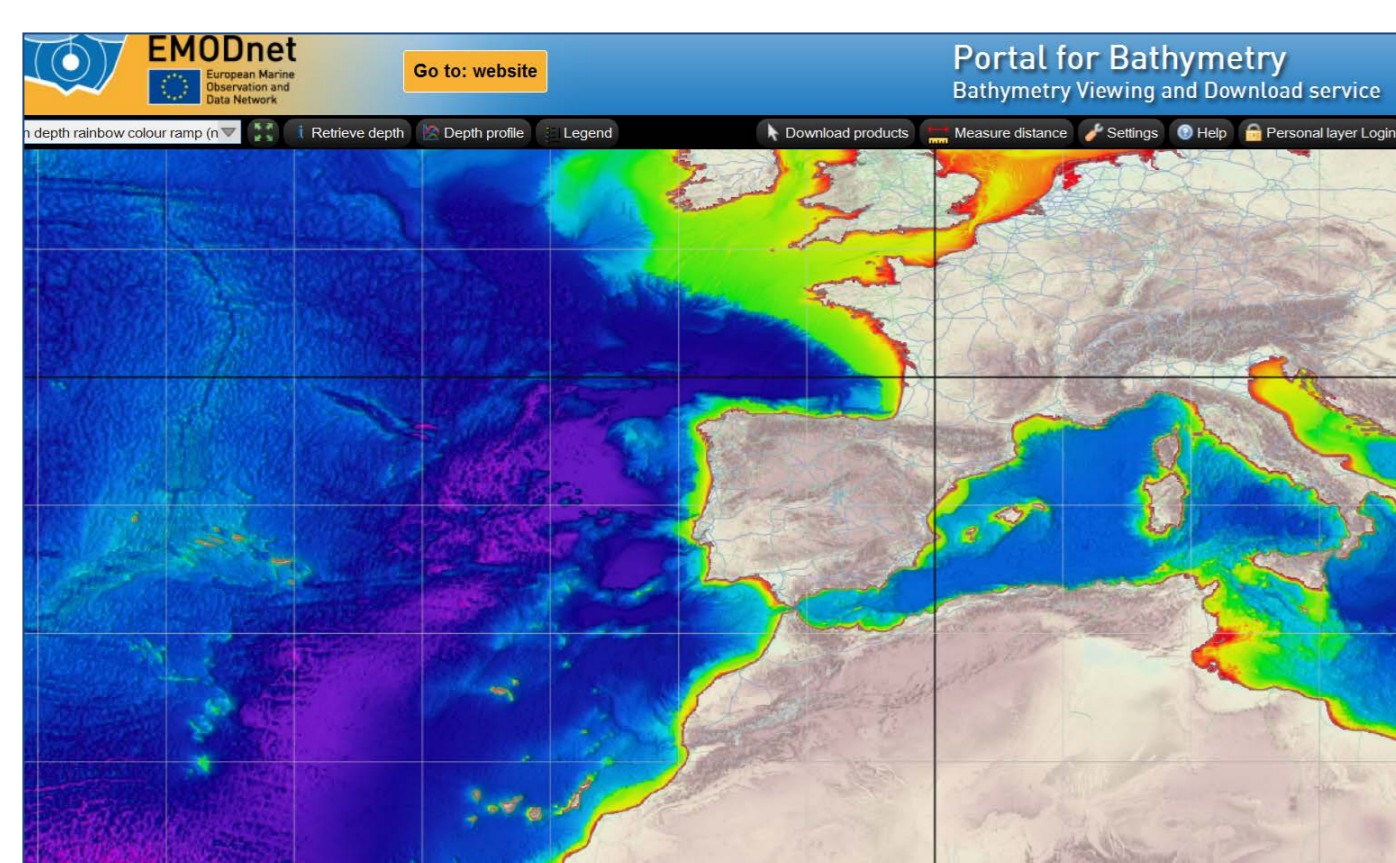 EMODnet
European Marine
Observation and
Data Network
Go to: website
Portal for Bathymetry
Bathymetry Viewing and Download service
depth rainbow colour ramp (n
Retrieve depth
Depth profile
Legend
Download products
Measure distance
Settings
Help
Personal layer Login